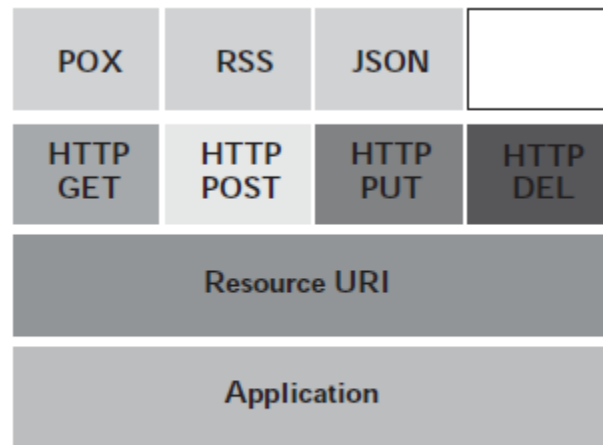 POX RSS JSON
HTTP HTTP HTTP HTTP
GET POST PUT DEL
Resource URI
Application